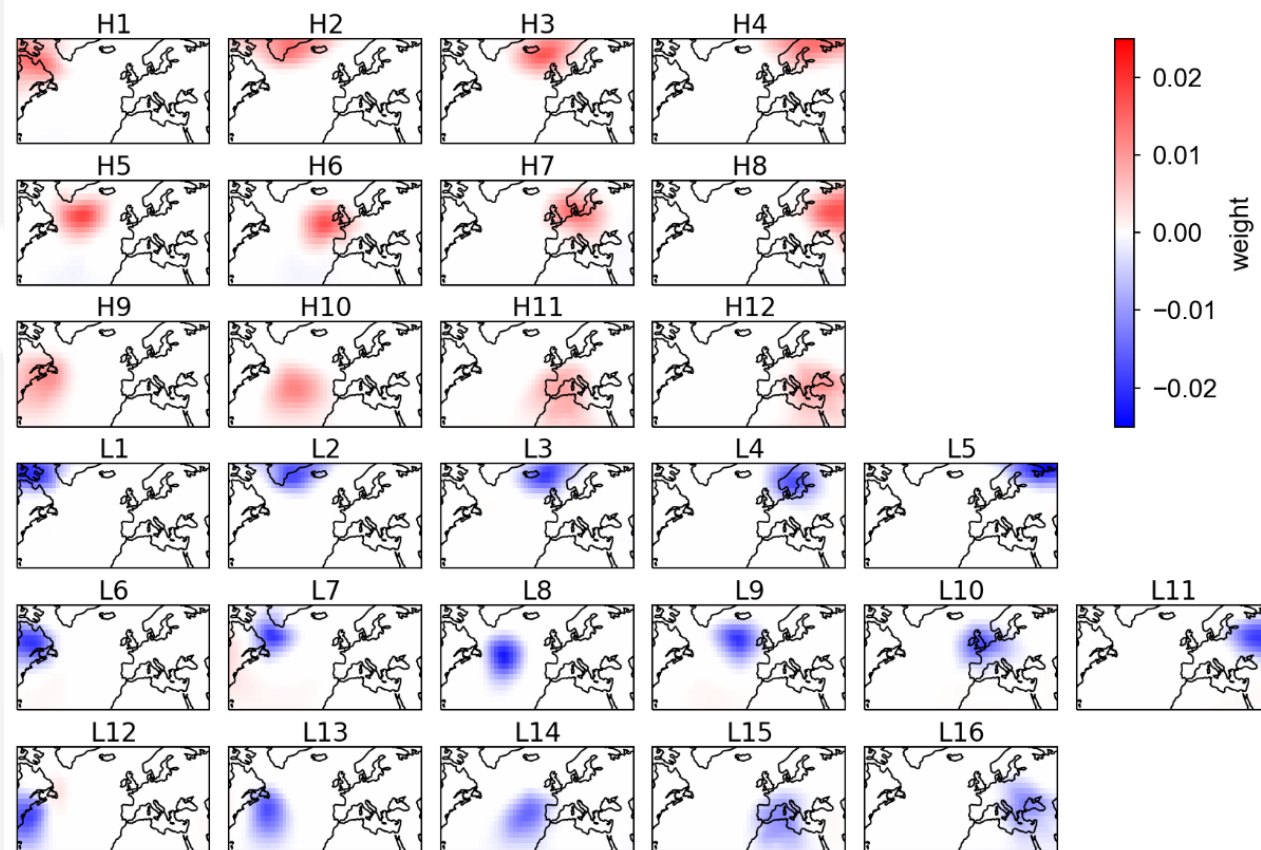 H1 H2 H3 H4
H5 H6 H7 H8
H9 H10 H11 H12
L1 L2 L3 L4 L5
L6 L7 L8 L9 L10 L11
L12 L13 L14 L15 L16
0.02
0.01
0.00
−0.01
−0.02
weight